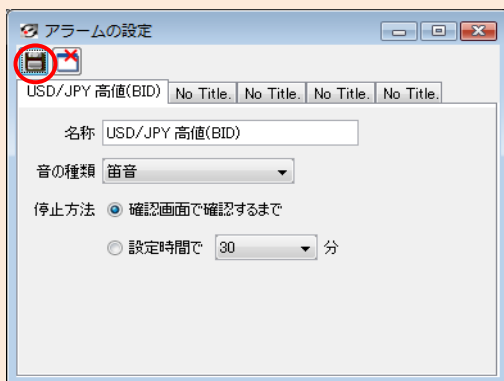 アラームの設定
USD/JPY 高値(BID) No Title. No Title. No Title. No Title.
名称 USD/JPY 高値(BID)
音の種類 笛音
停止方法 確認画面で確認するまで
設定時間で 30 分